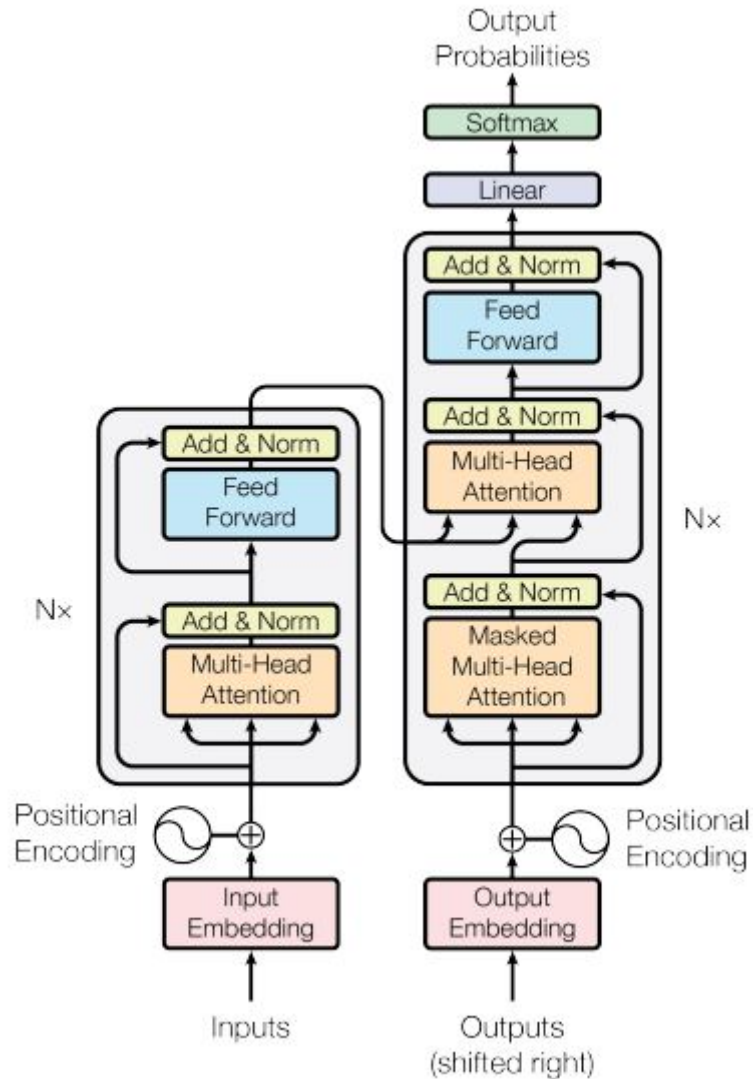 Output
Probabilities
Softmax
Linear
Add & Norm
Feed
Forward
Add & Norm
Multi-Head
Attention
Nx
Add & Norm
Masked
Multi-Head
Attention
Add & Norm
Feed
Forward
Nx
Add & Norm
Multi-Head
Attention
Positional
Encoding
Positional
Encoding
Input
Embedding
Output
Embedding
Inputs
Outputs
(shifted right)